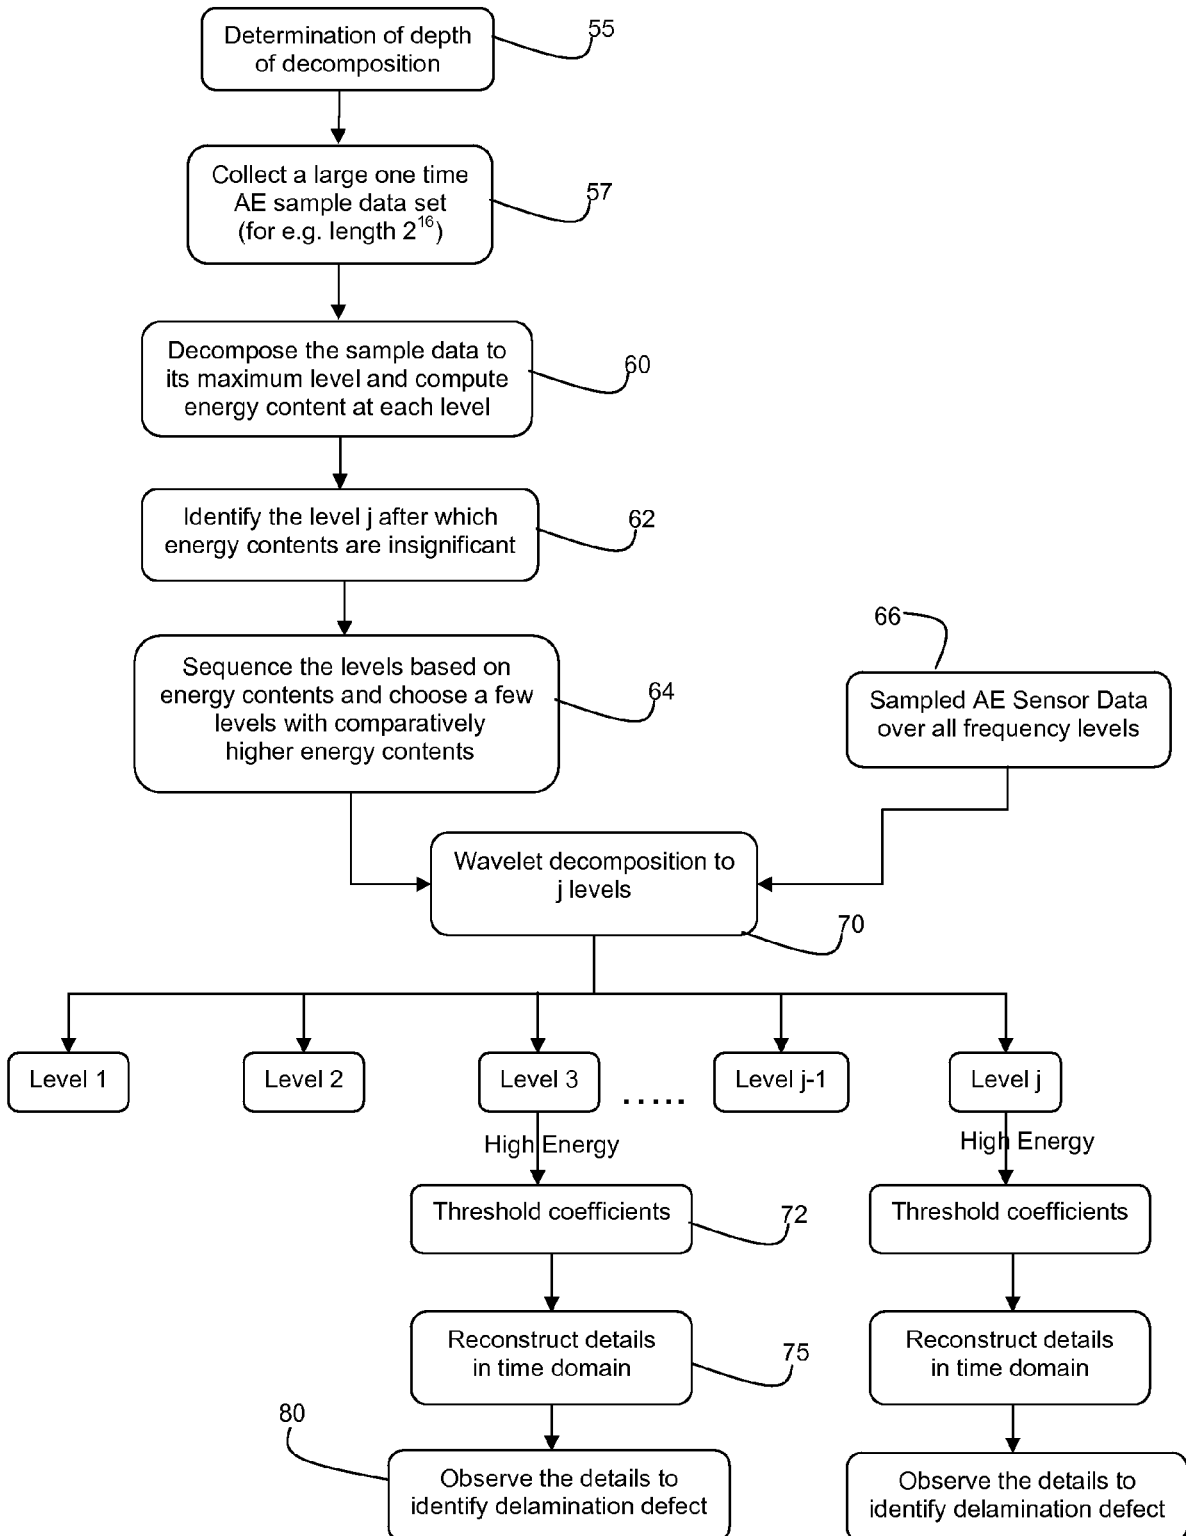 Determination of depth
of decomposition
55
Collect a large one time
AE sample data set
(for e.g. length 2^16)
57
Decompose the sample data to
its maximum level and compute
energy content at each level
60
Identify the level j after which
energy contents are insignificant
62
Sequence the levels based on
energy contents and choose a few
levels with comparatively
higher energy contents
64
66
Sampled AE Sensor Data
over all frequency levels
Wavelet decomposition to
j levels
70
Level 1
Level 2
Level 3
.....
Level j-1
Level j
High Energy
High Energy
Threshold coefficients
72
Threshold coefficients
Reconstruct details
in time domain
75
Reconstruct details
in time domain
80
Observe the details to
identify delamination defect
Observe the details to
identify delamination defect